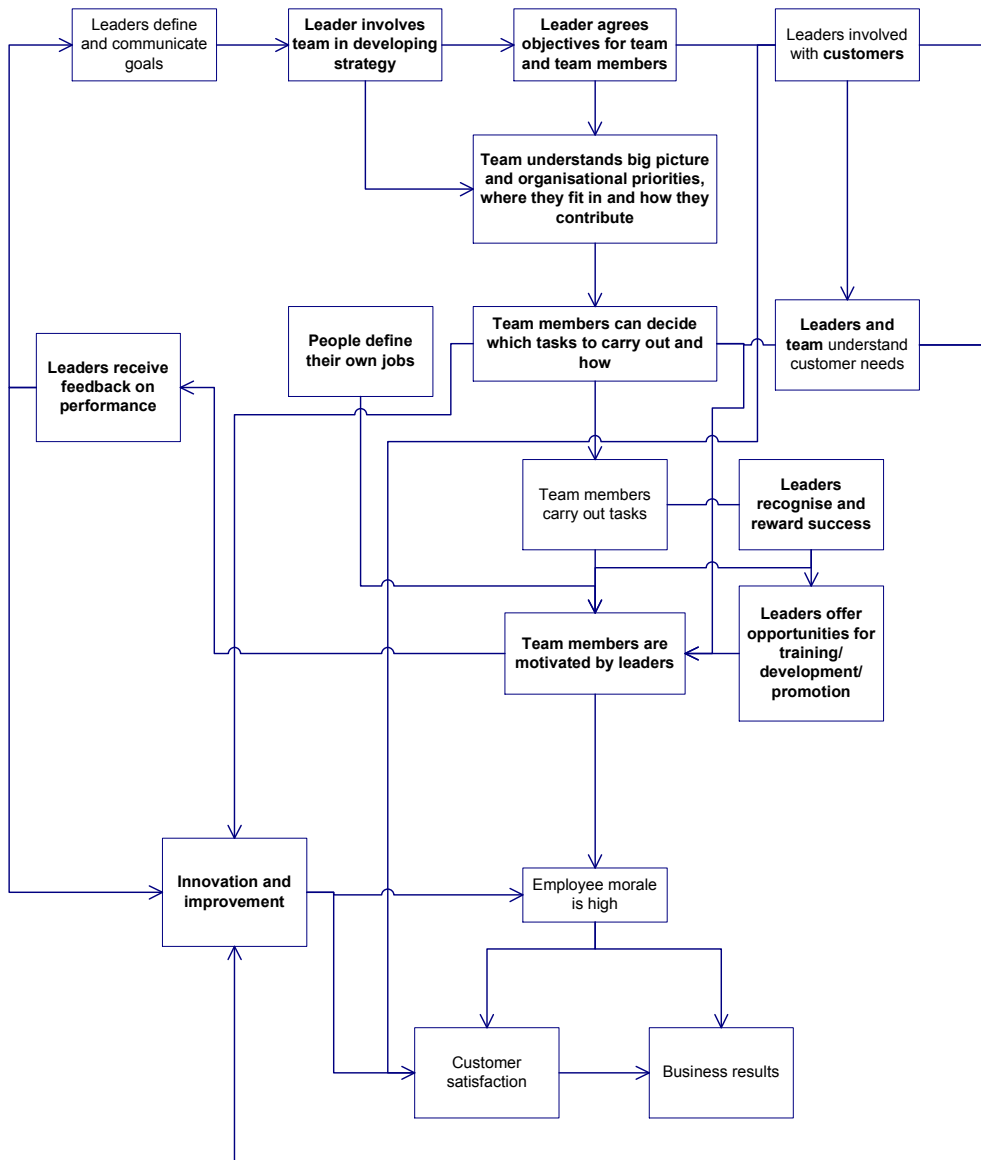 Leaders define
and communicate
goals
Leader involves
team in developing
strategy
Leader agrees
objectives for team
and team members
Leaders involved
with customers
Team understands big picture
and organisational priorities,
where they fit in and how they
contribute
People define
their own jobs
Team members can decide
which tasks to carry out and
how
Leaders and
team understand
customer needs
Leaders receive
feedback on
performance
Team members
carry out tasks
Leaders
recognise and
reward success
Team members are
motivated by leaders
Leaders offer
opportunities for
training/
development/
promotion
Innovation and
improvement
Employee morale
is high
Customer
satisfaction
Business results